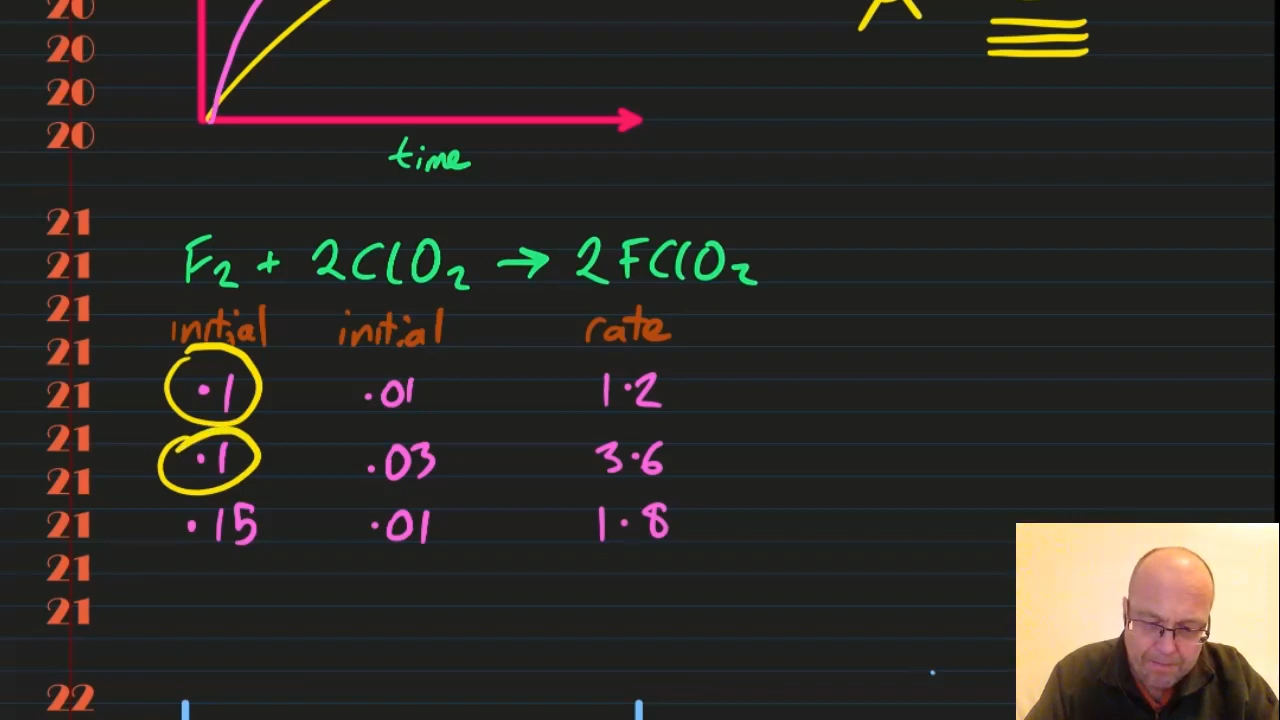 20
20
20
20
time
21
21 F₂ + 2ClO₂ → 2FClO₂
21 initial initial rate
21
21 .1 .01 1.2
21
21 .1 .03 3.6
21 .15 .01 1.8
21
21
22